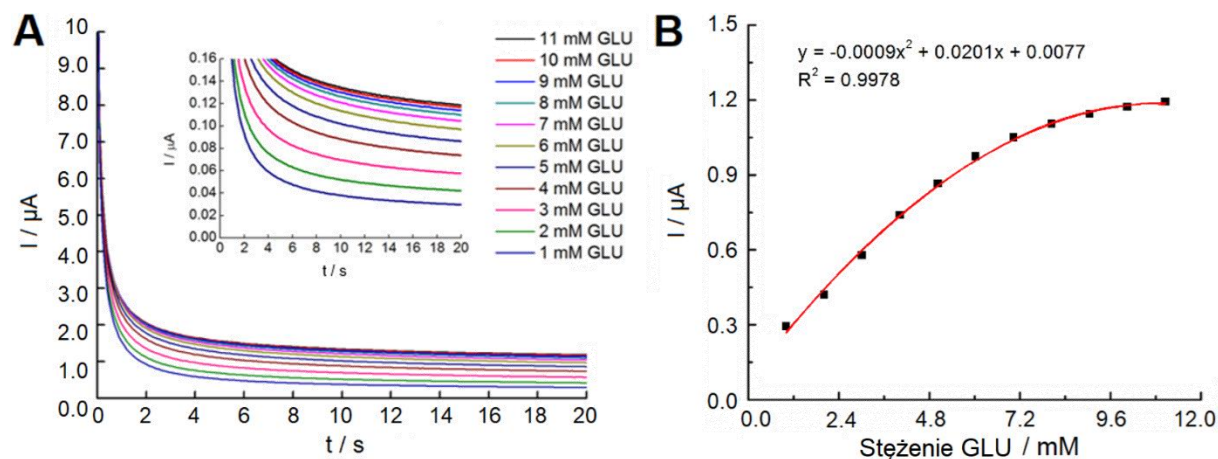 A
10
9.0
8.0
7.0
6.0
5.0
4.0
3.0
2.0
1.0
0.0
I / µA
0 2 4 6 8 10 12 14 16 18 20
t / s
0.16
0.14
0.12
0.10
0.08
0.06
0.04
0.02
0.00
I / µA
0 2 4 6 8 10 12 14 16 18 20
t / s
11 mM GLU
10 mM GLU
9 mM GLU
8 mM GLU
7 mM GLU
6 mM GLU
5 mM GLU
4 mM GLU
3 mM GLU
2 mM GLU
1 mM GLU
B
y = -0.0009x² + 0.0201x + 0.0077
R² = 0.9978
1.5
1.2
0.9
0.6
0.3
0.0
I / µA
0.0 2.4 4.8 7.2 9.6 12.0
Stężenie GLU / mM